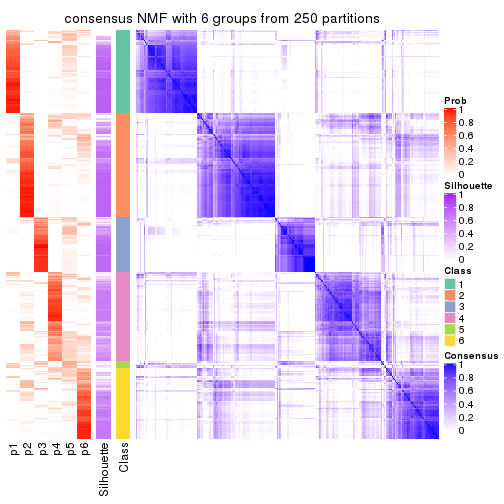 consensus NMF with 6 groups from 250 partitions
Prob
1
0.8
0.6
0.4
0.2
0
Silhouette
1
0.8
0.6
0.4
0.2
0
Class
1
2
3
4
5
6
Consensus
1
0.8
0.6
0.4
0.2
0
p1
p2
p3
p4
p5
p6
Silhouette
Class